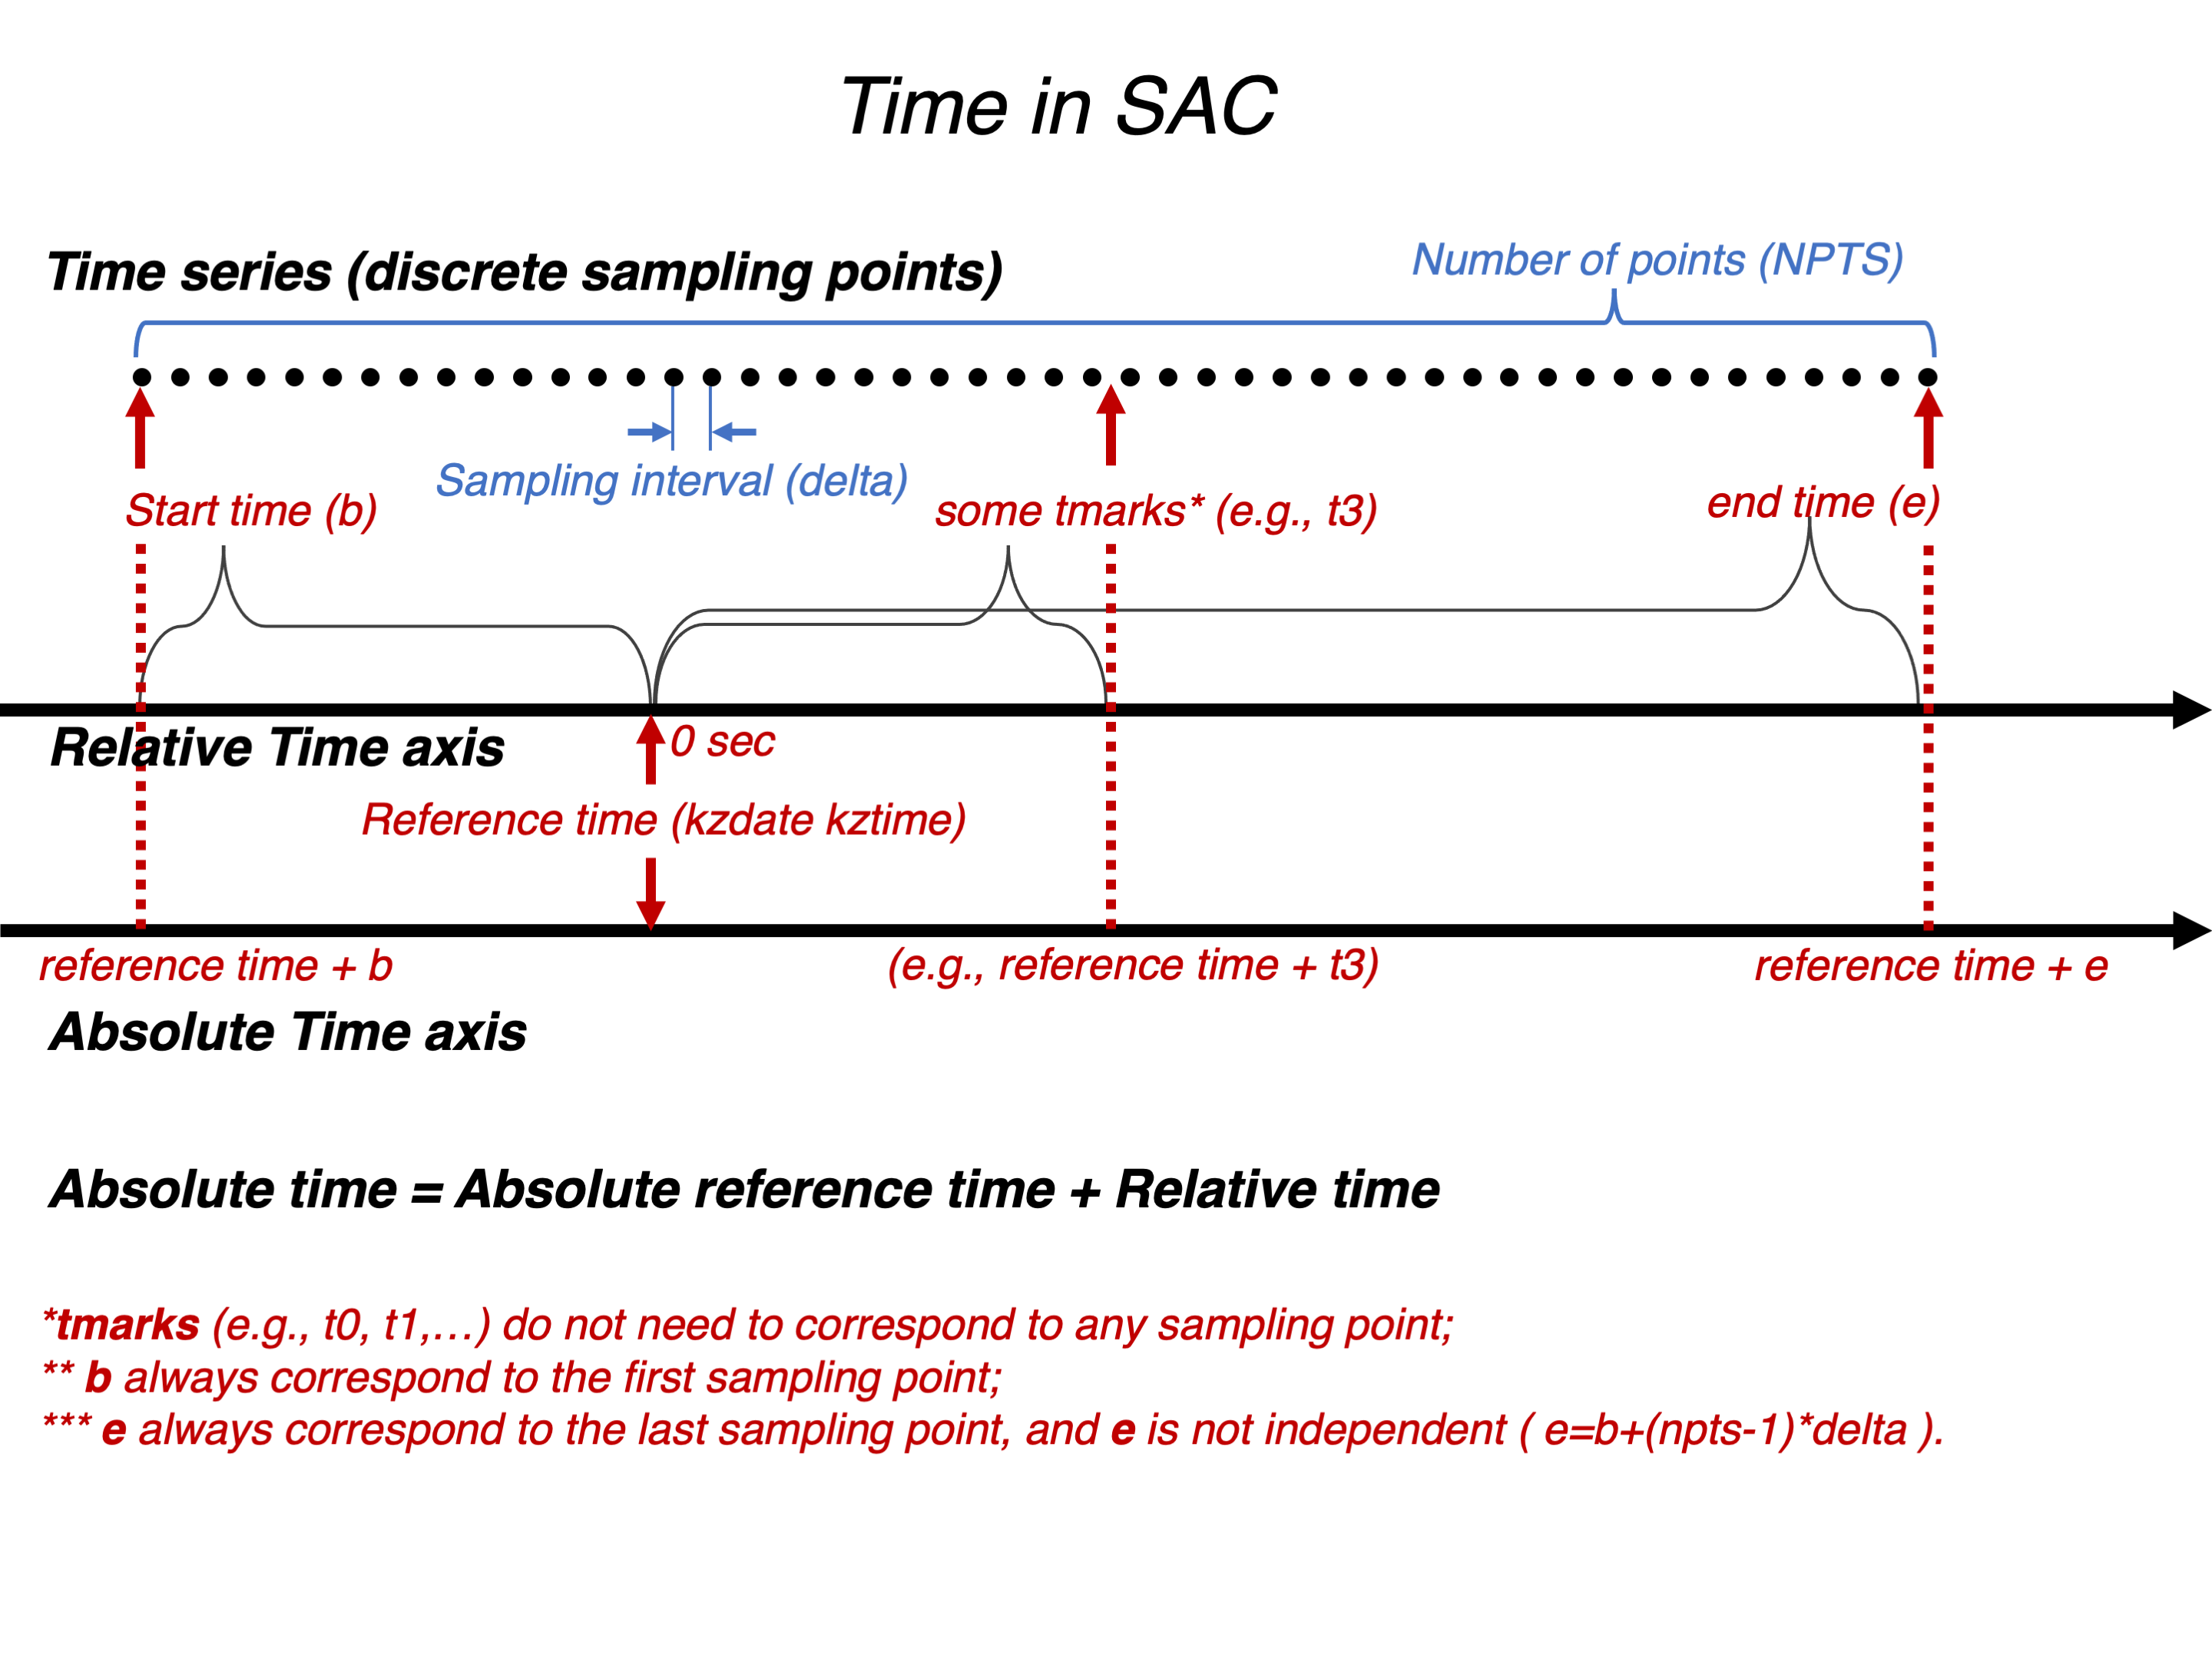 Time in SAC
Time series (discrete sampling points)
Number of points (NPTS)
Sampling interval (delta)
Start time (b)
some tmarks* (e.g., t3)
end time (e)
Relative Time axis
0 sec
Reference time (kzdate kztime)
reference time + b
(e.g., reference time + t3)
reference time + e
Absolute Time axis
Absolute time = Absolute reference time + Relative time
*tmarks (e.g., t0, t1,...) do not need to correspond to any sampling point;
** b always correspond to the first sampling point;
*** e always correspond to the last sampling point, and e is not independent ( e=b+(npts-1)*delta ).